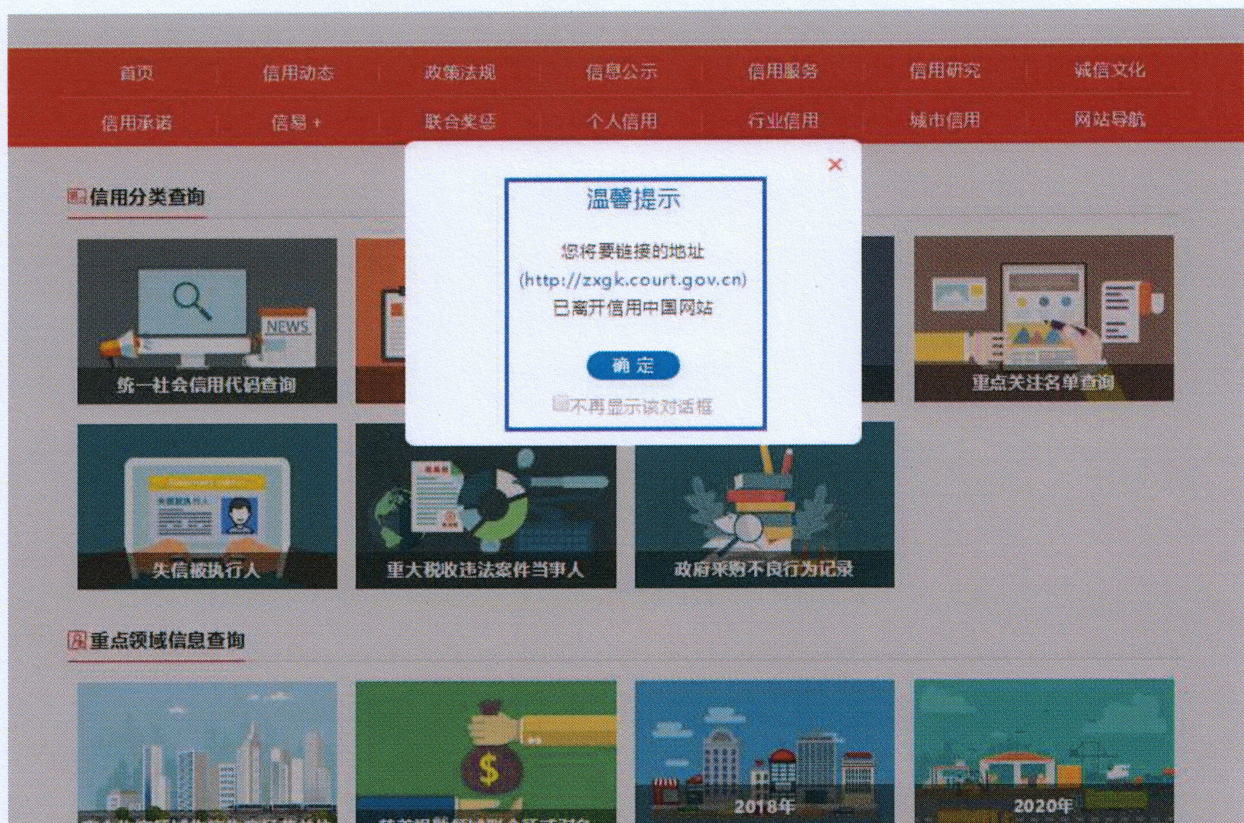 首页 信用动态 政策法规 信息公示 信用服务 信用研究 诚信文化
信用承诺 信易+ 联合奖惩 个人信用 行业信用 城市信用 网站导航
信用分类查询
温馨提示
您将要链接的地址
(http://zxgk.court.gov.cn)
已离开信用中国网站
确定
不再显示该对话框
NEWS
统一社会信用代码查询
重点关注名单查询
失信被执行人
失信被执行人
重大税收违法案件当事人
政府采购不良行为记录
重点领域信息查询
$
2018年
2020年